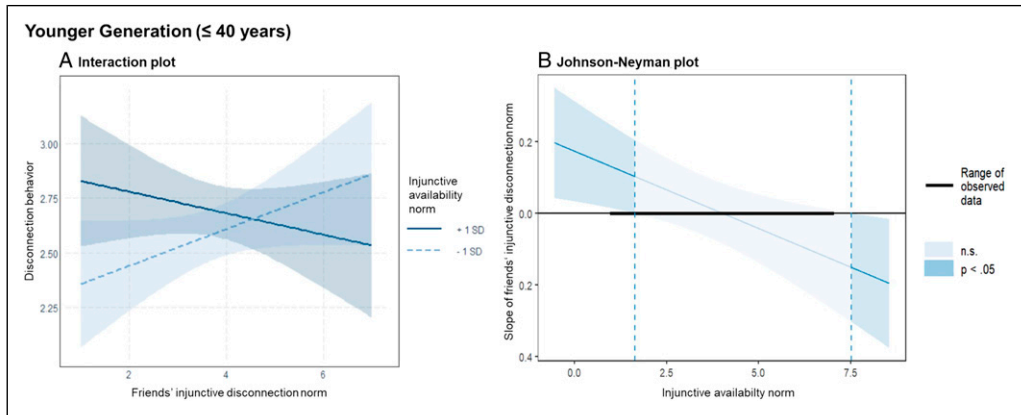 Younger Generation (≤ 40 years)
A Interaction plot
Disconnection behavior
3.00
2.75
2.50
2.25
2
4
6
Friends' injunctive disconnection norm
Injunctive
availability
norm
+ 1 SD
- 1 SD
B Johnson-Neyman plot
Slope of friends' injunctive disconnection norm
0.2
0.0
0.2
0.4
0.0
2.5
5.0
7.5
Injunctive availabilty norm
Range of
observed
data
n.s.
p < .05